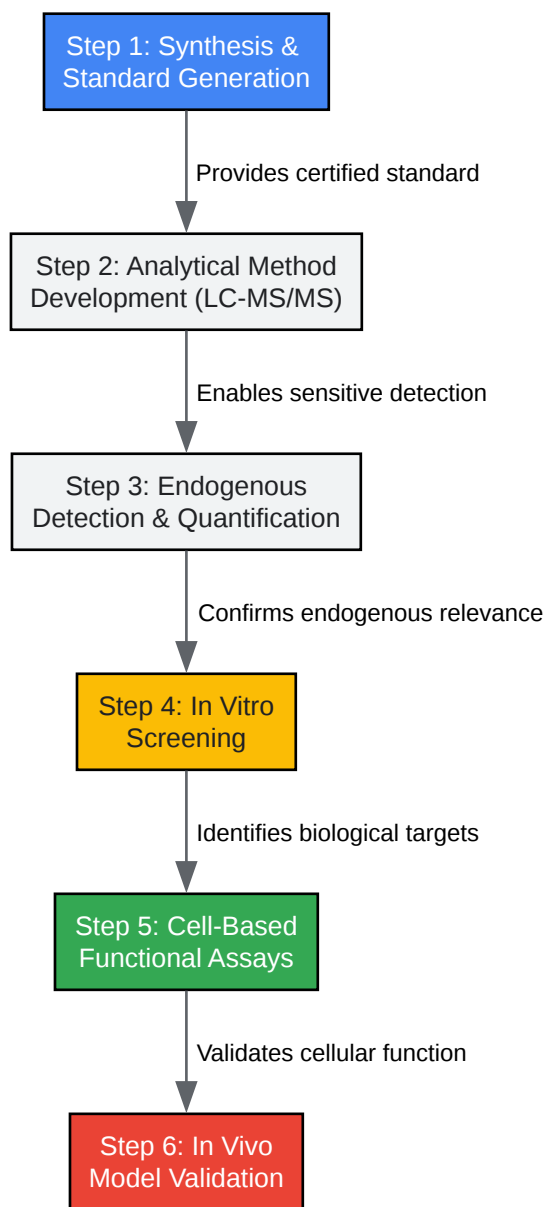 Step 1: Synthesis &
Standard Generation
Provides certified standard
Step 2: Analytical Method
Development (LC-MS/MS)
Enables sensitive detection
Step 3: Endogenous
Detection & Quantification
Confirms endogenous relevance
Step 4: In Vitro
Screening
Identifies biological targets
Step 5: Cell-Based
Functional Assays
Validates cellular function
Step 6: In Vivo
Model Validation